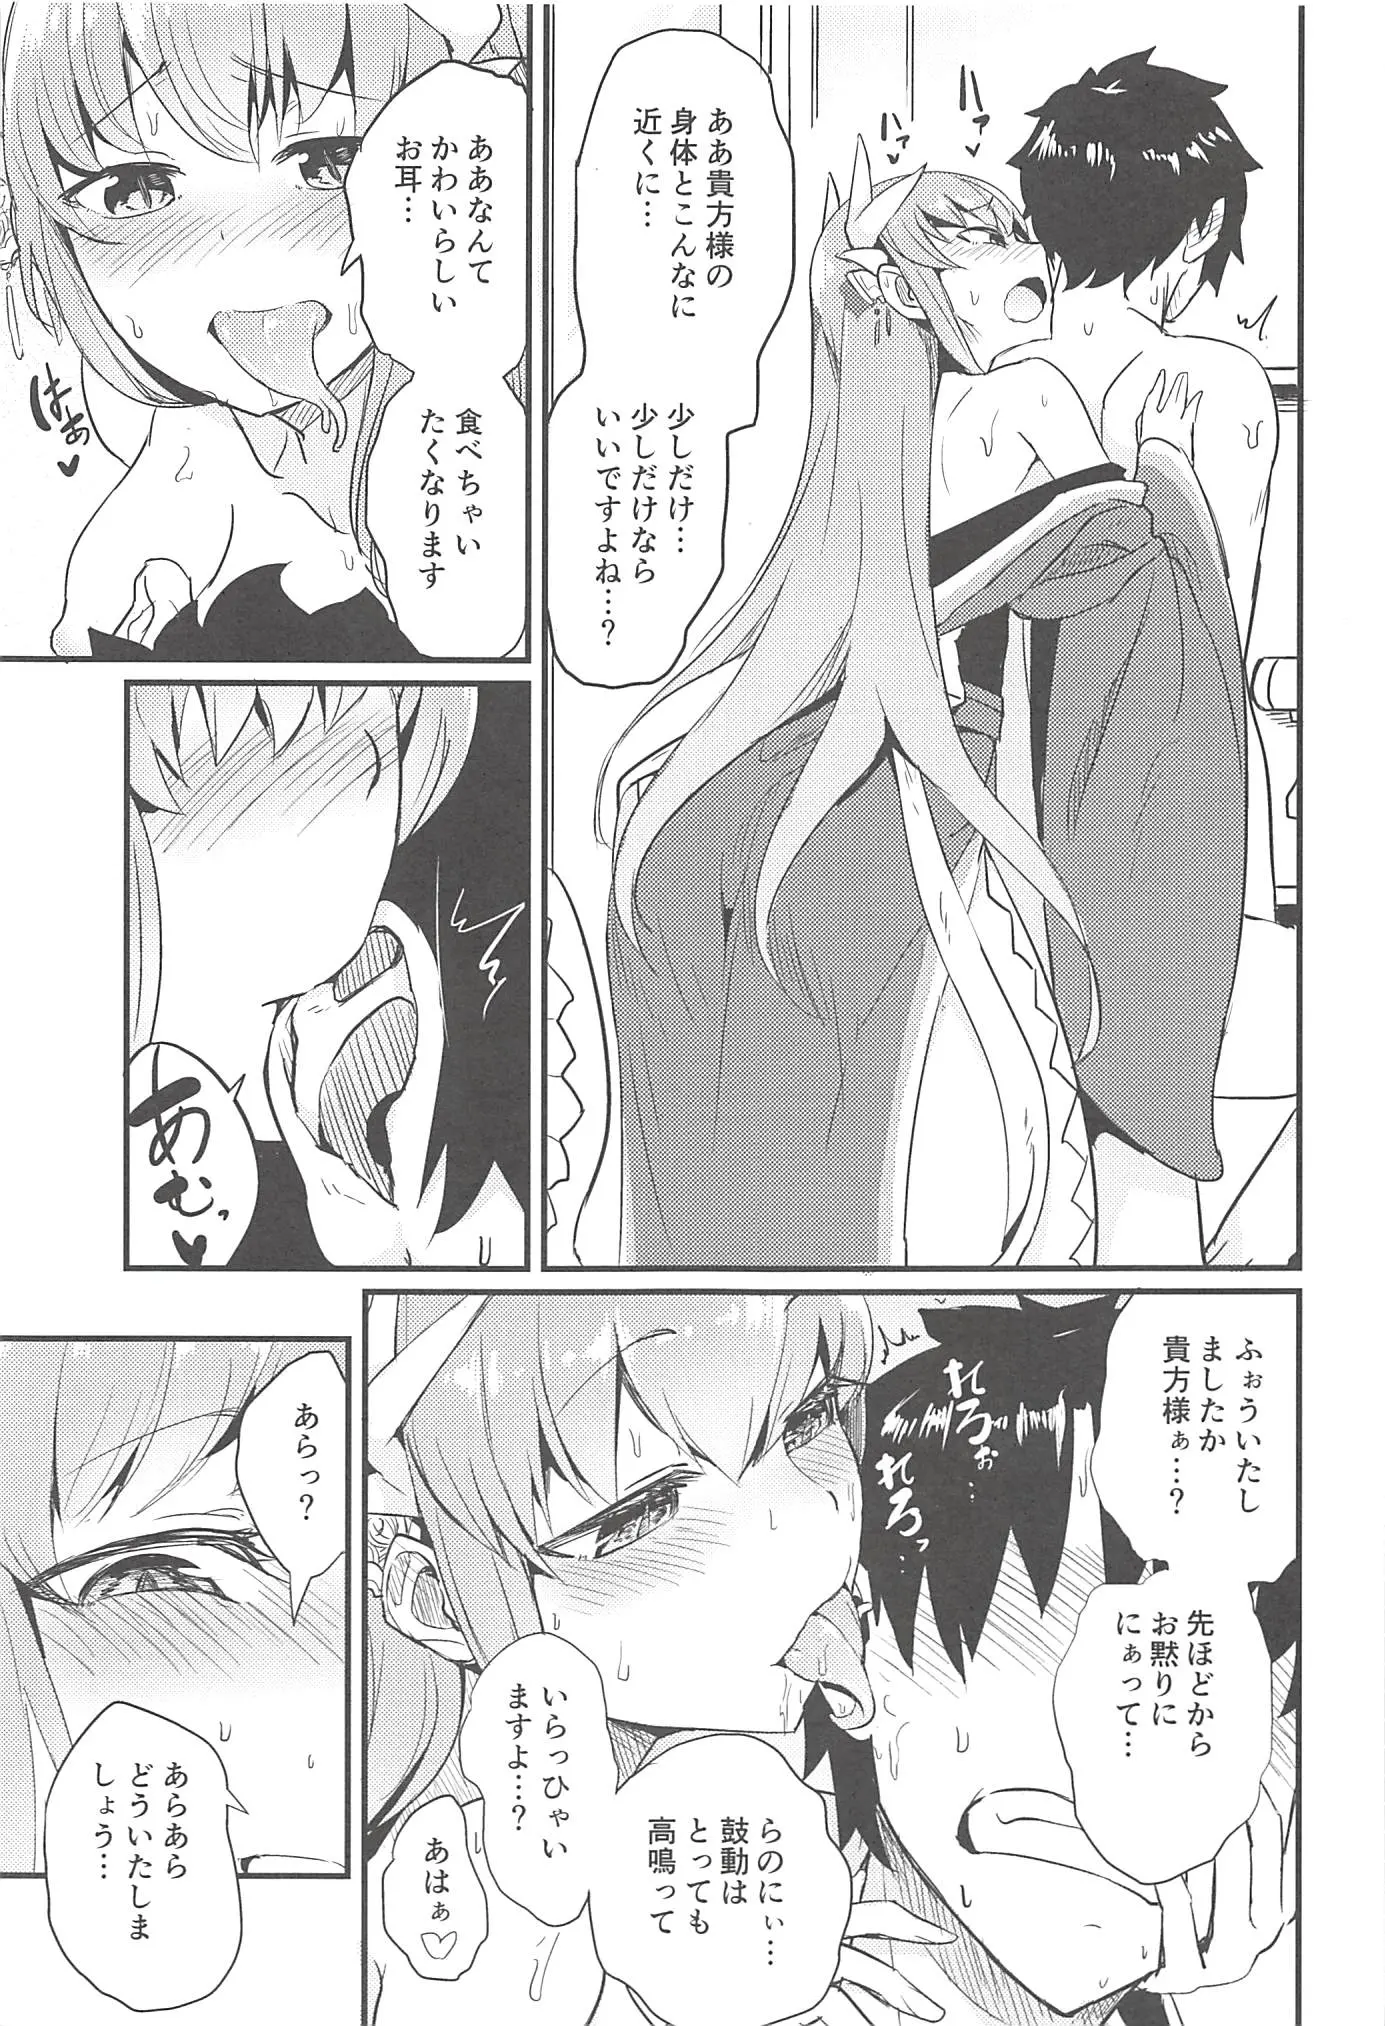 ハァ♥
ハァ♥
ああ貴方様の
身体とこんなに
近くに…
少しだけ…
少しだけなら
いいですよね…?
ああなんて
かわいらしい
お耳…
食べちゃい
たくなります
はぁ♥
あむっ♥
ふぉういたし
ましたか
貴方様ぁ…?
先ほどから
お黙りに
にぁって…
れろぉ
れろっ
らのにぃ…
鼓動は
とっても
高鳴って
いらっひゃい
ますよ…?
あはぁ♡
あらっ?
あらあら
どういたしま
しょう…